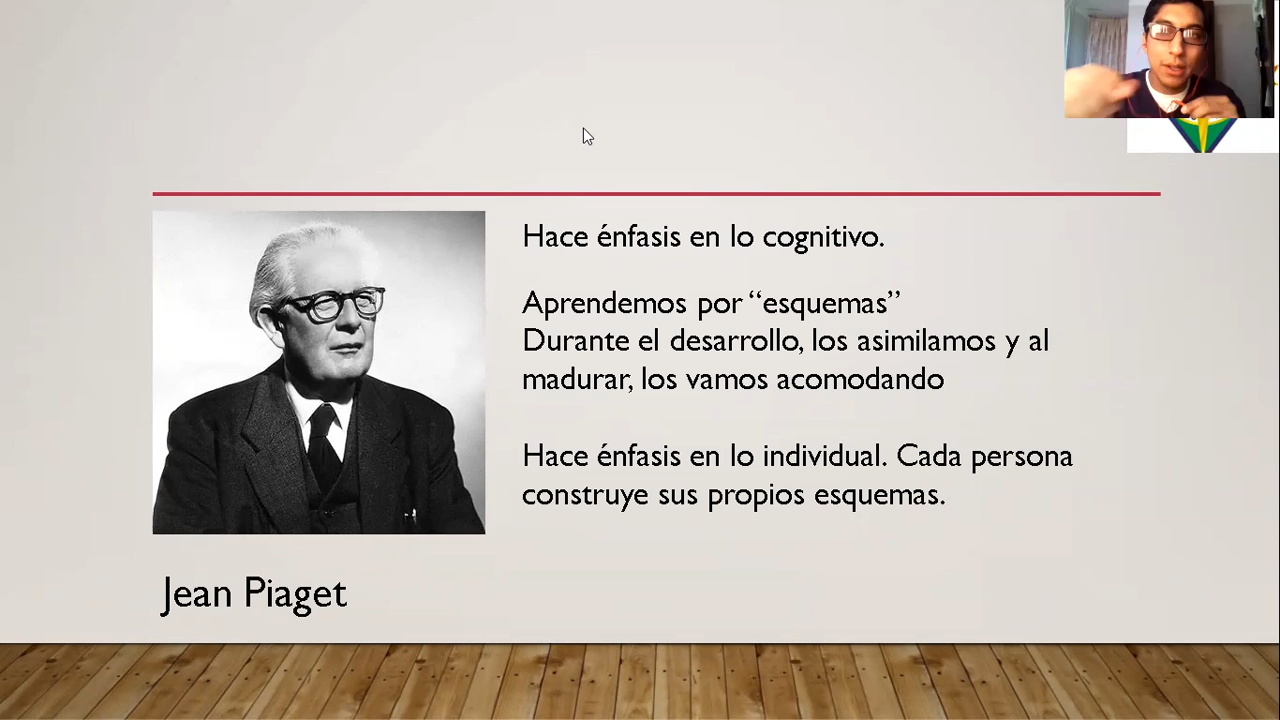 Hace énfasis en lo cognitivo.
Aprendemos por “esquemas”
Durante el desarrollo, los asimilamos y al
madurar, los vamos acomodando
Hace énfasis en lo individual. Cada persona
construye sus propios esquemas.
Jean Piaget